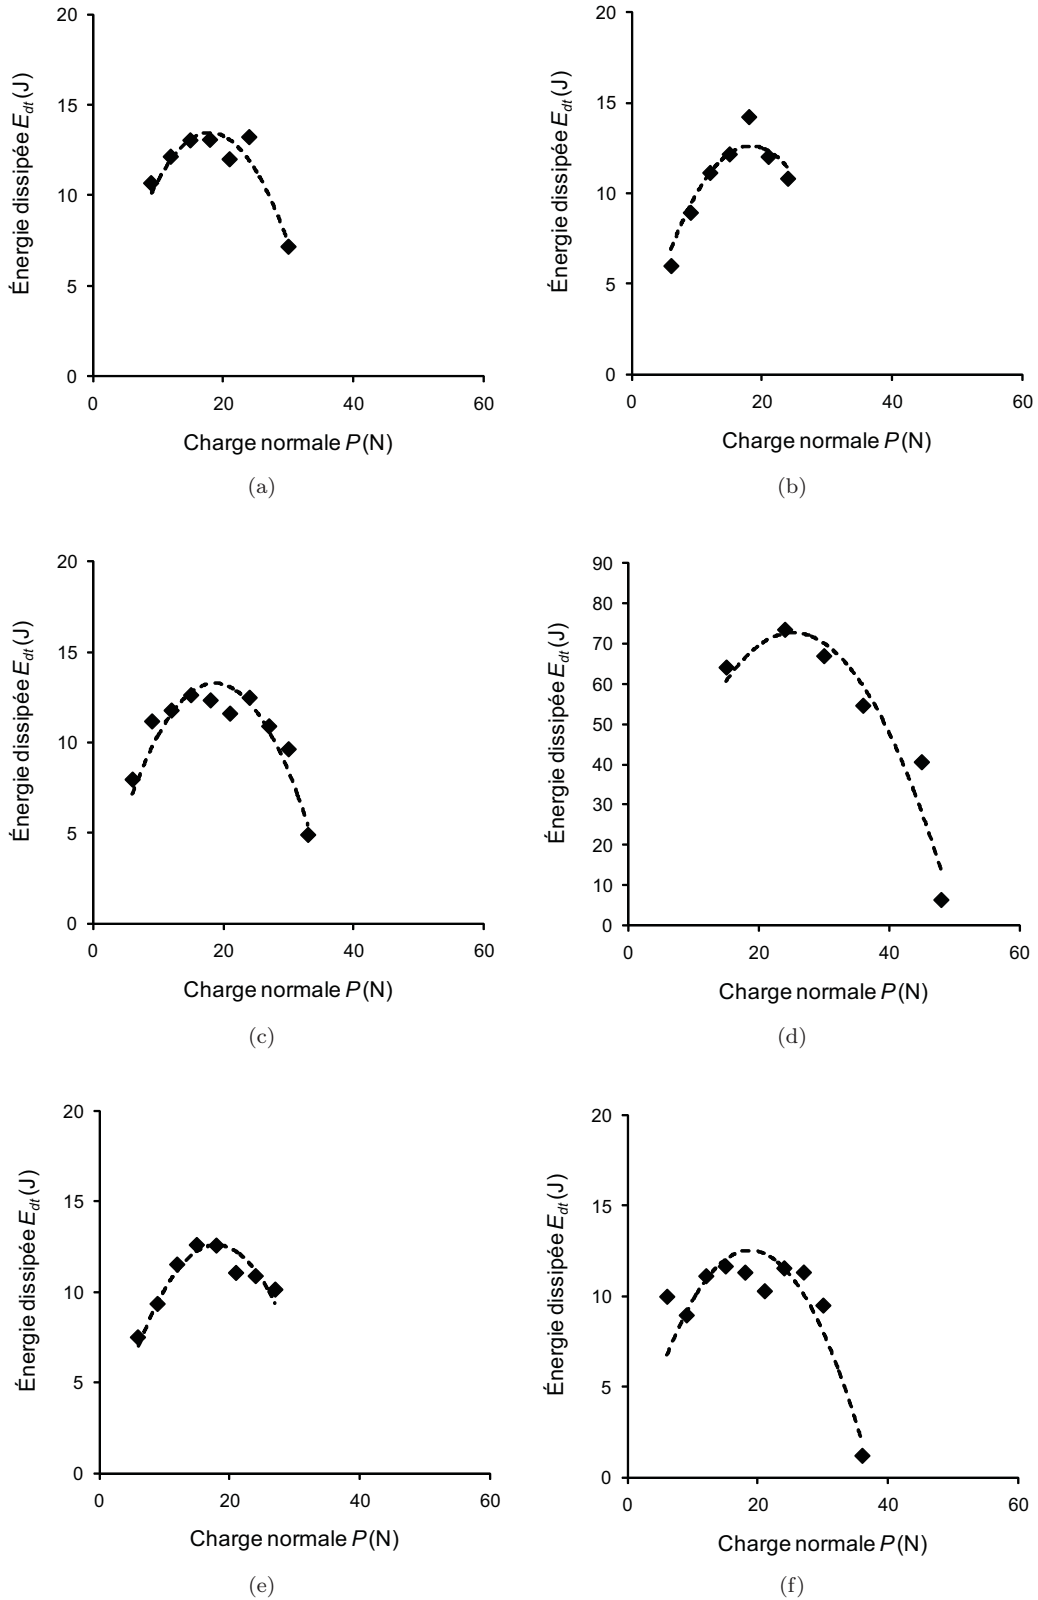 20
15
10
5
0
0 20 40 60
Énergie dissipée E_dt (J)
Charge normale P (N)
(a)
20
15
10
5
0
0 20 40 60
Énergie dissipée E_dt (J)
Charge normale P (N)
(b)
20
15
10
5
0
0 20 40 60
Énergie dissipée E_dt (J)
Charge normale P (N)
(c)
90
80
70
60
50
40
30
20
10
0
0 20 40 60
Énergie dissipée E_dt (J)
Charge normale P (N)
(d)
20
15
10
5
0
0 20 40 60
Énergie dissipée E_dt (J)
Charge normale P (N)
(e)
20
15
10
5
0
0 20 40 60
Énergie dissipée E_dt (J)
Charge normale P (N)
(f)